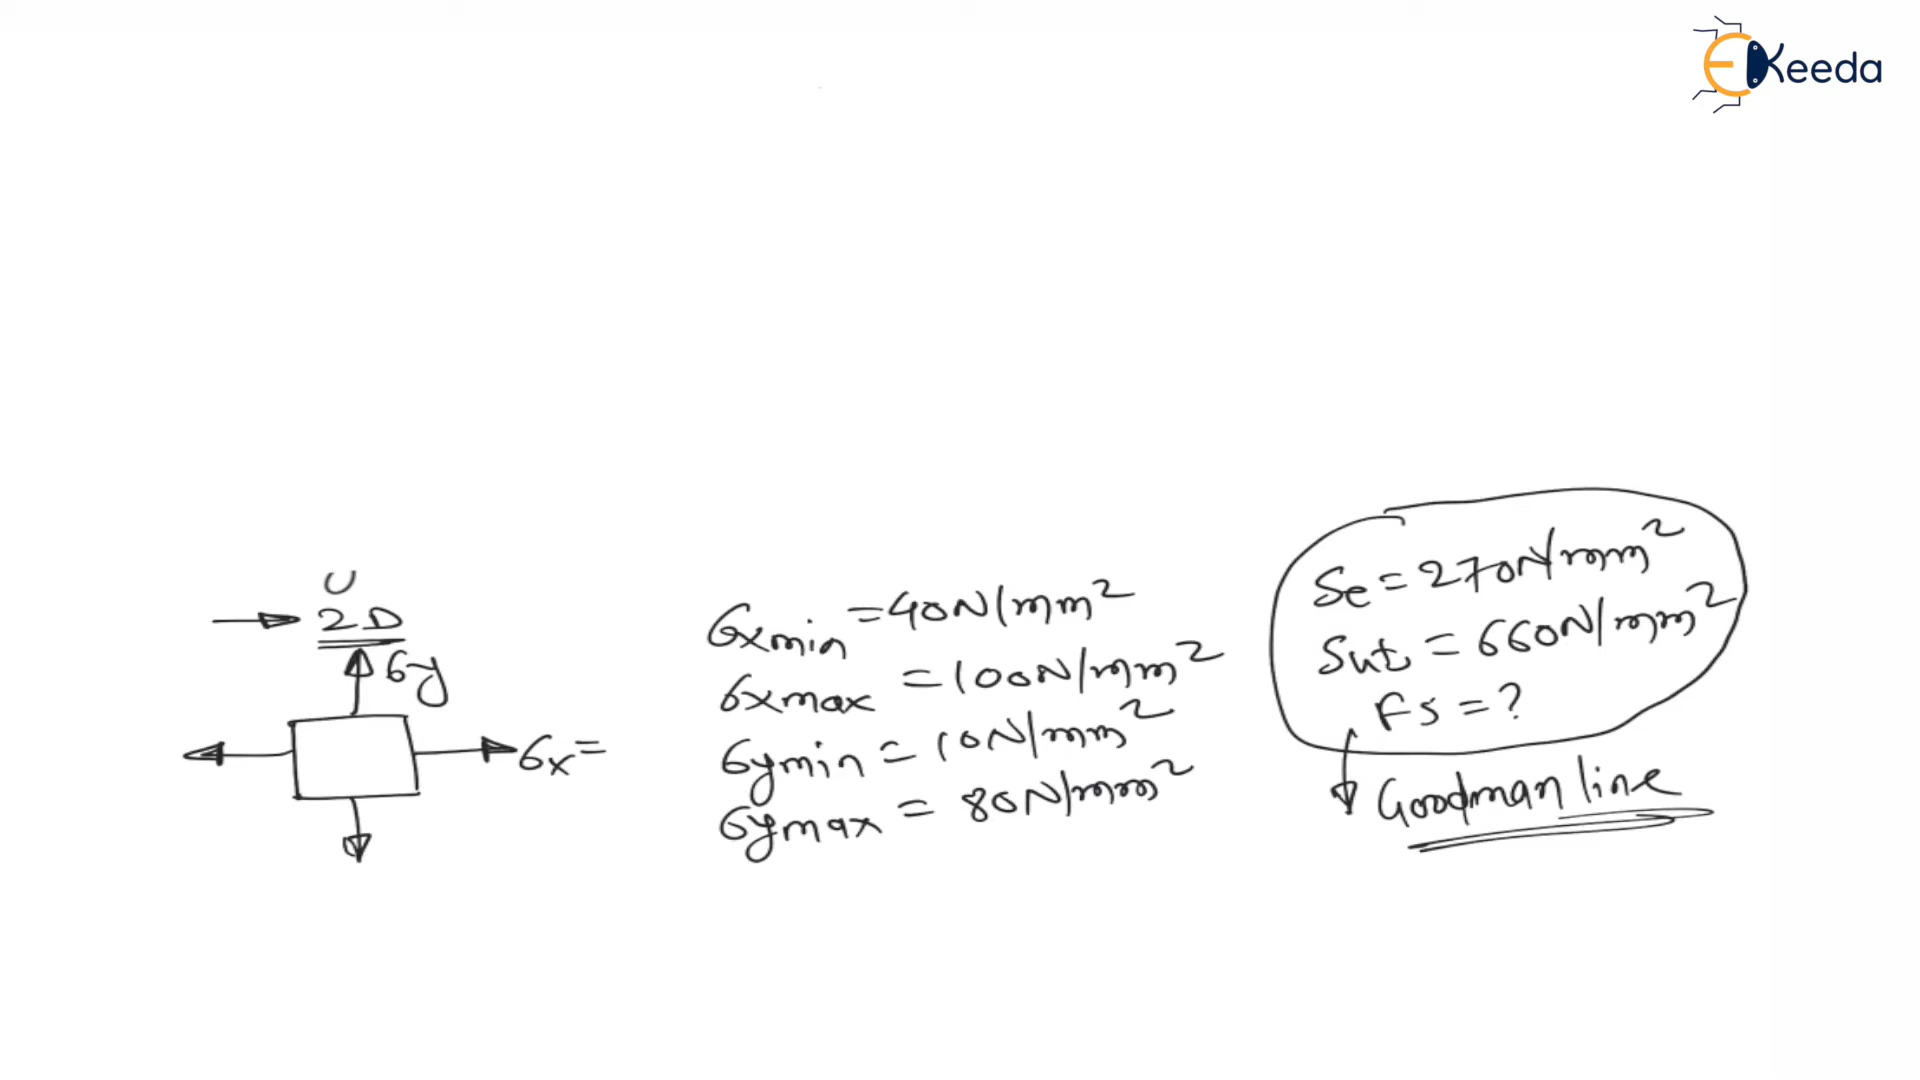 EKeeda
U
2D
σy
σx=
σxmin = 40N/mm²
σxmax = 100N/mm²
σymin = 10N/mm²
σymax = 80N/mm²
Se = 270N/mm²
Sut = 660N/mm²
Fs = ?
Goodman line